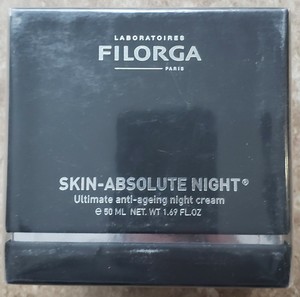 LABORATOIRES
FILORGA
PARIS
SKIN-ABSOLUTE NIGHT®
Ultimate anti-ageing night cream
℮ 50 ML NET. WT 1.69 FL.OZ